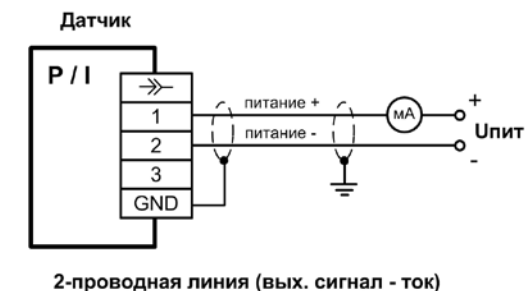 Датчик
P / I
1
2
3
GND
питание +
питание -
мА
+
Uпит
-
2-проводная линия (вых. сигнал - ток)